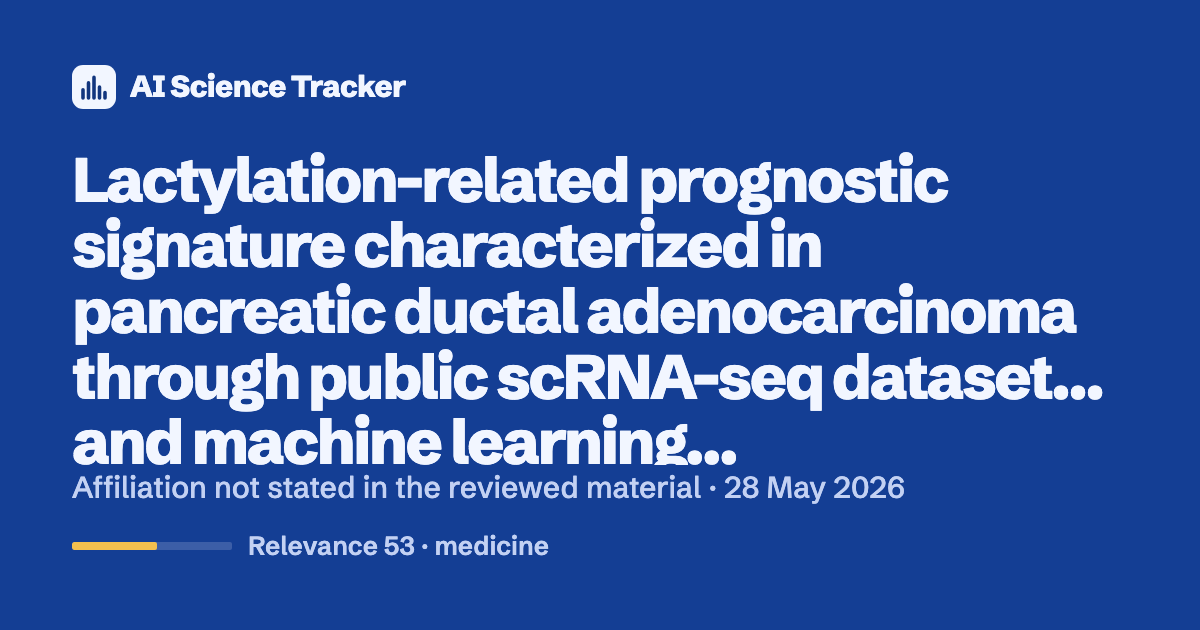 AI Science Tracker
Lactylation-related prognostic
signature characterized in
pancreatic ductal adenocarcinoma
through public scRNA-seq dataset...
and machine learning...
Affiliation not stated in the reviewed material · 28 May 2026
Relevance 53 · medicine